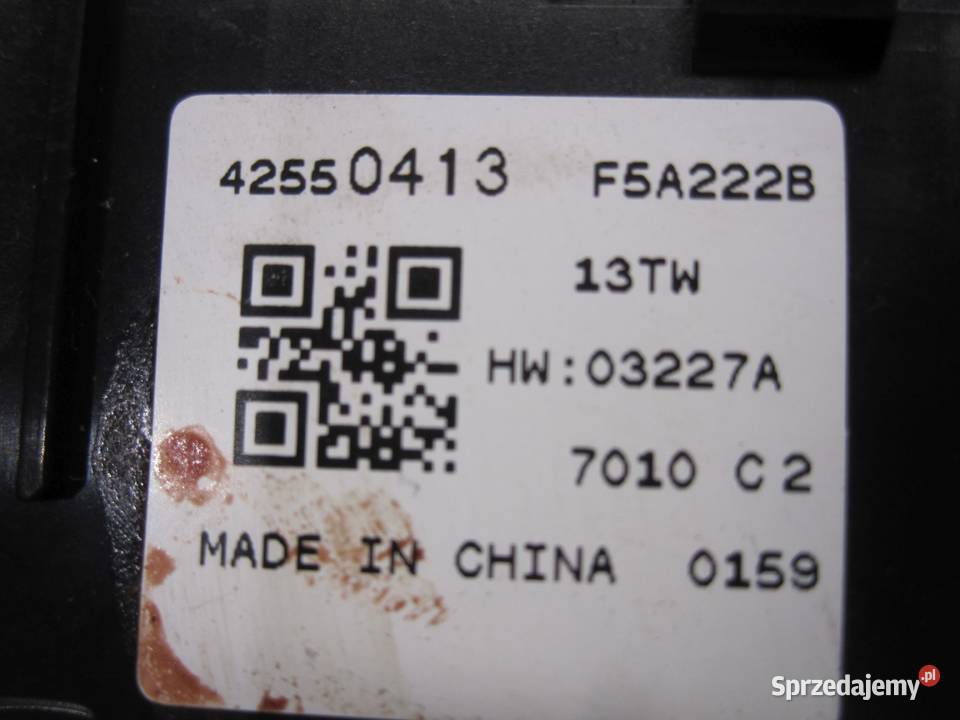 42550413 F5A222B
13TW
HW:03227A
7010 C2
MADE IN CHINA 0159
Sprzedajemy.pl